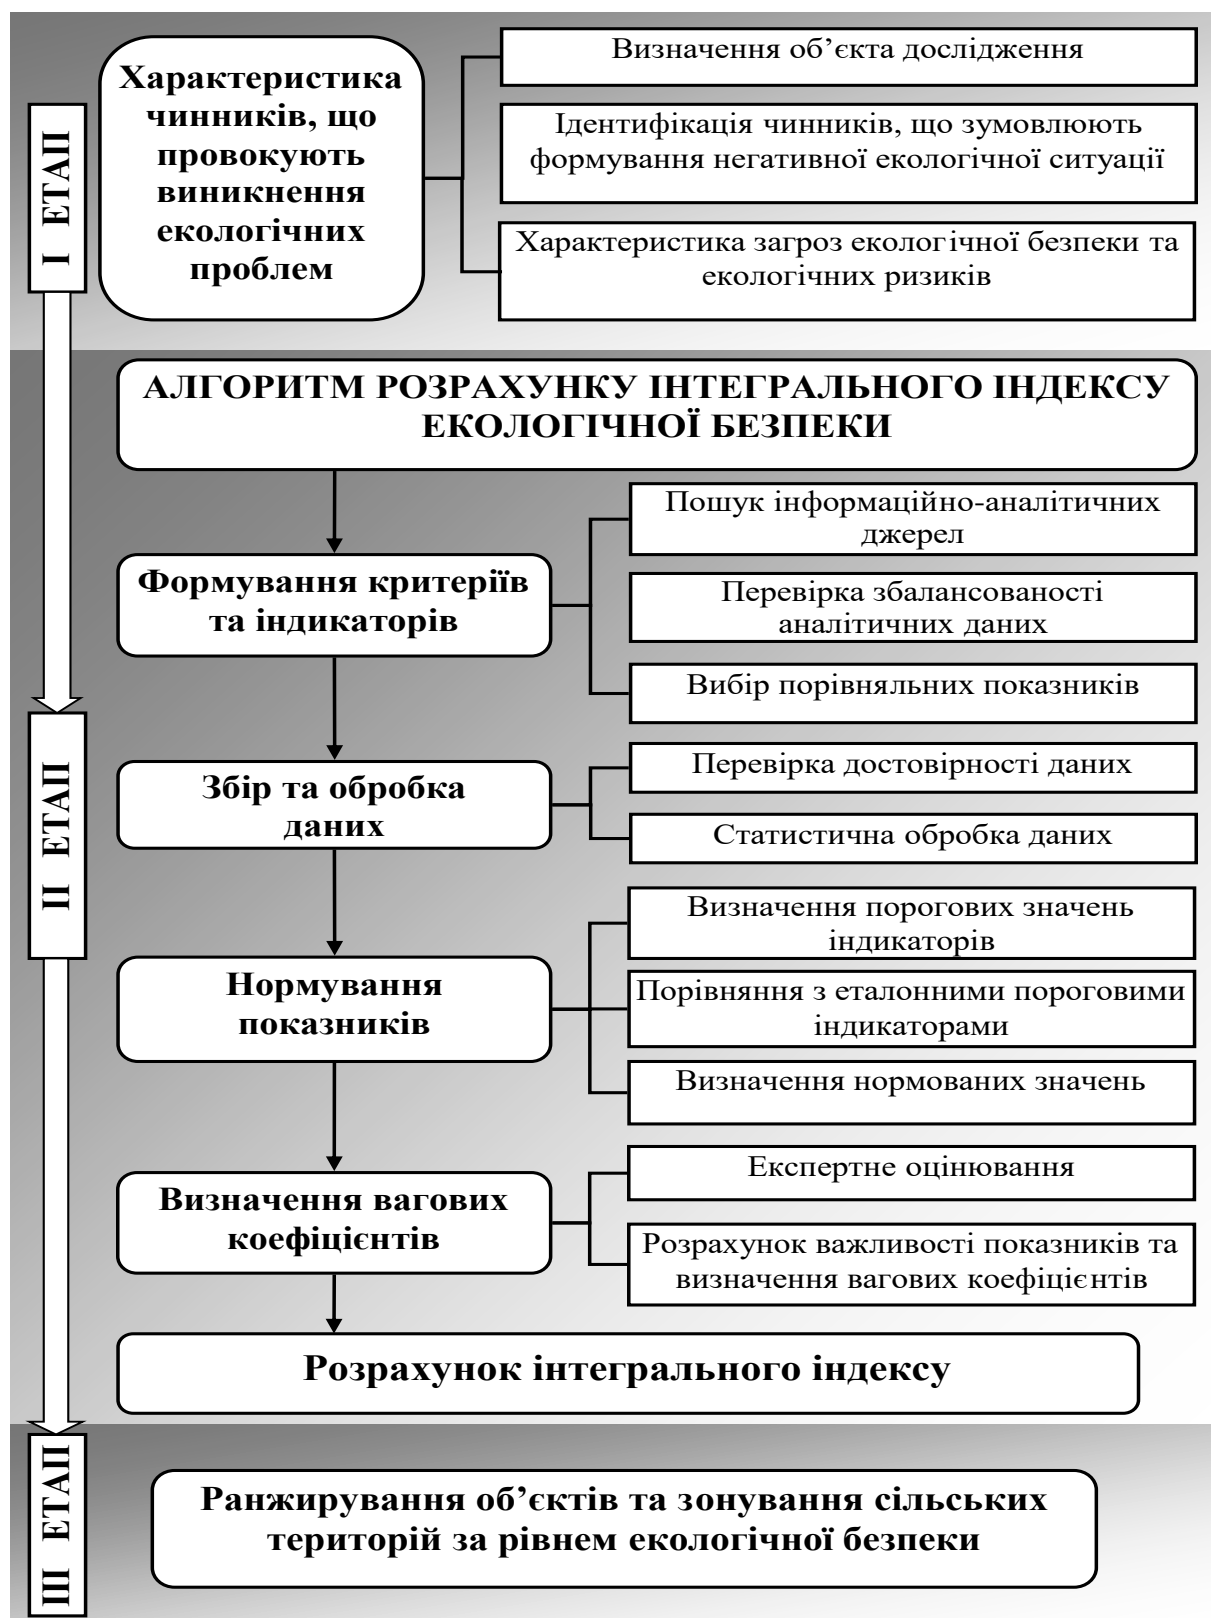 І ЕТАП
Характеристика
чинників, що
провокують
виникнення
екологічних
проблем
Визначення об’єкта дослідження
Ідентифікація чинників, що зумовлюють
формування негативної екологічної ситуації
Характеристика загроз екологічної безпеки та
екологічних ризиків
ІІ ЕТАП
АЛГОРИТМ РОЗРАХУНКУ ІНТЕГРАЛЬНОГО ІНДЕКСУ
ЕКОЛОГІЧНОЇ БЕЗПЕКИ
Формування критеріїв
та індикаторів
Пошук інформаційно-аналітичних
джерел
Перевірка збалансованості
аналітичних даних
Вибір порівняльних показників
Збір та обробка
даних
Перевірка достовірності даних
Статистична обробка даних
Нормування
показників
Визначення порогових значень
індикаторів
Порівняння з еталонними пороговими
індикаторами
Визначення нормованих значень
Визначення вагових
коефіцієнтів
Експертне оцінювання
Розрахунок важливості показників та
визначення вагових коефіцієнтів
Розрахунок інтегрального індексу
ІІІ ЕТАП
Ранжирування об’єктів та зонування сільських
територій за рівнем екологічної безпеки